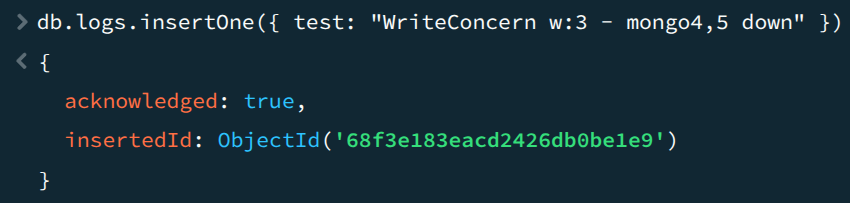 > db.logs.insertOne({ test: "WriteConcern w:3 - mongo4,5 down" })
< {
  acknowledged: true,
  insertedId: ObjectId('68f3e183eacd2426db0be1e9')
}